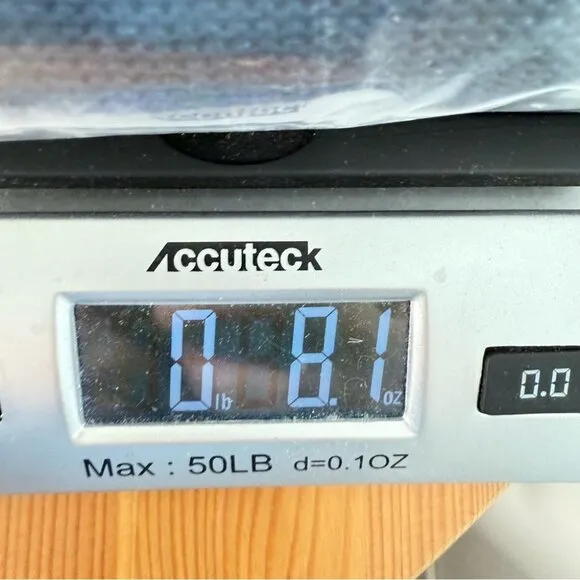 ACCUTECK
0 lb 8.1 oz
0.0
Max : 50LB d=0.1OZ